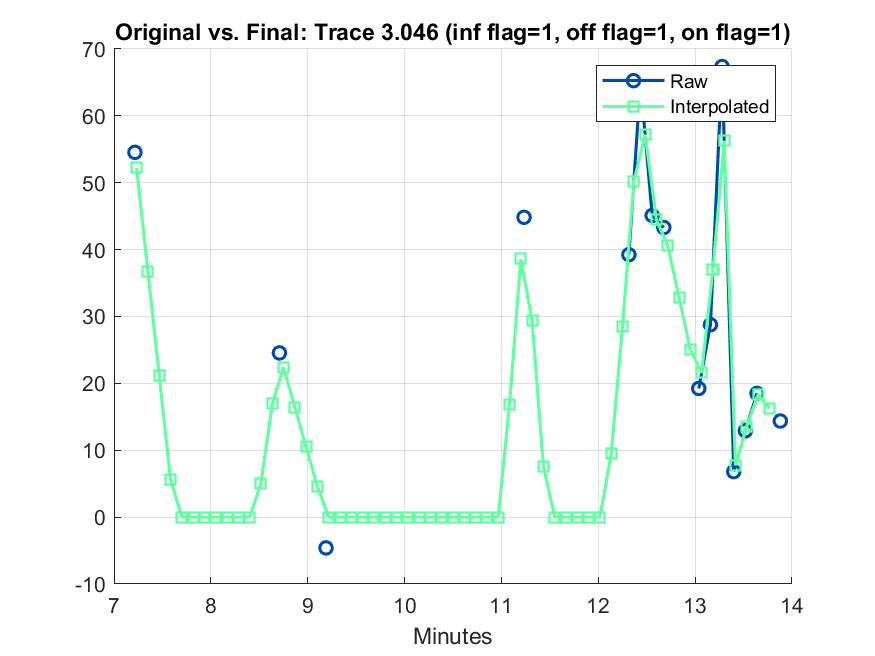 Original vs. Final: Trace 3.046 (inf flag=1, off flag=1, on flag=1)
70
60
50
40
30
20
10
0
-10
Raw
Interpolated
7 8 9 10 11 12 13 14
Minutes